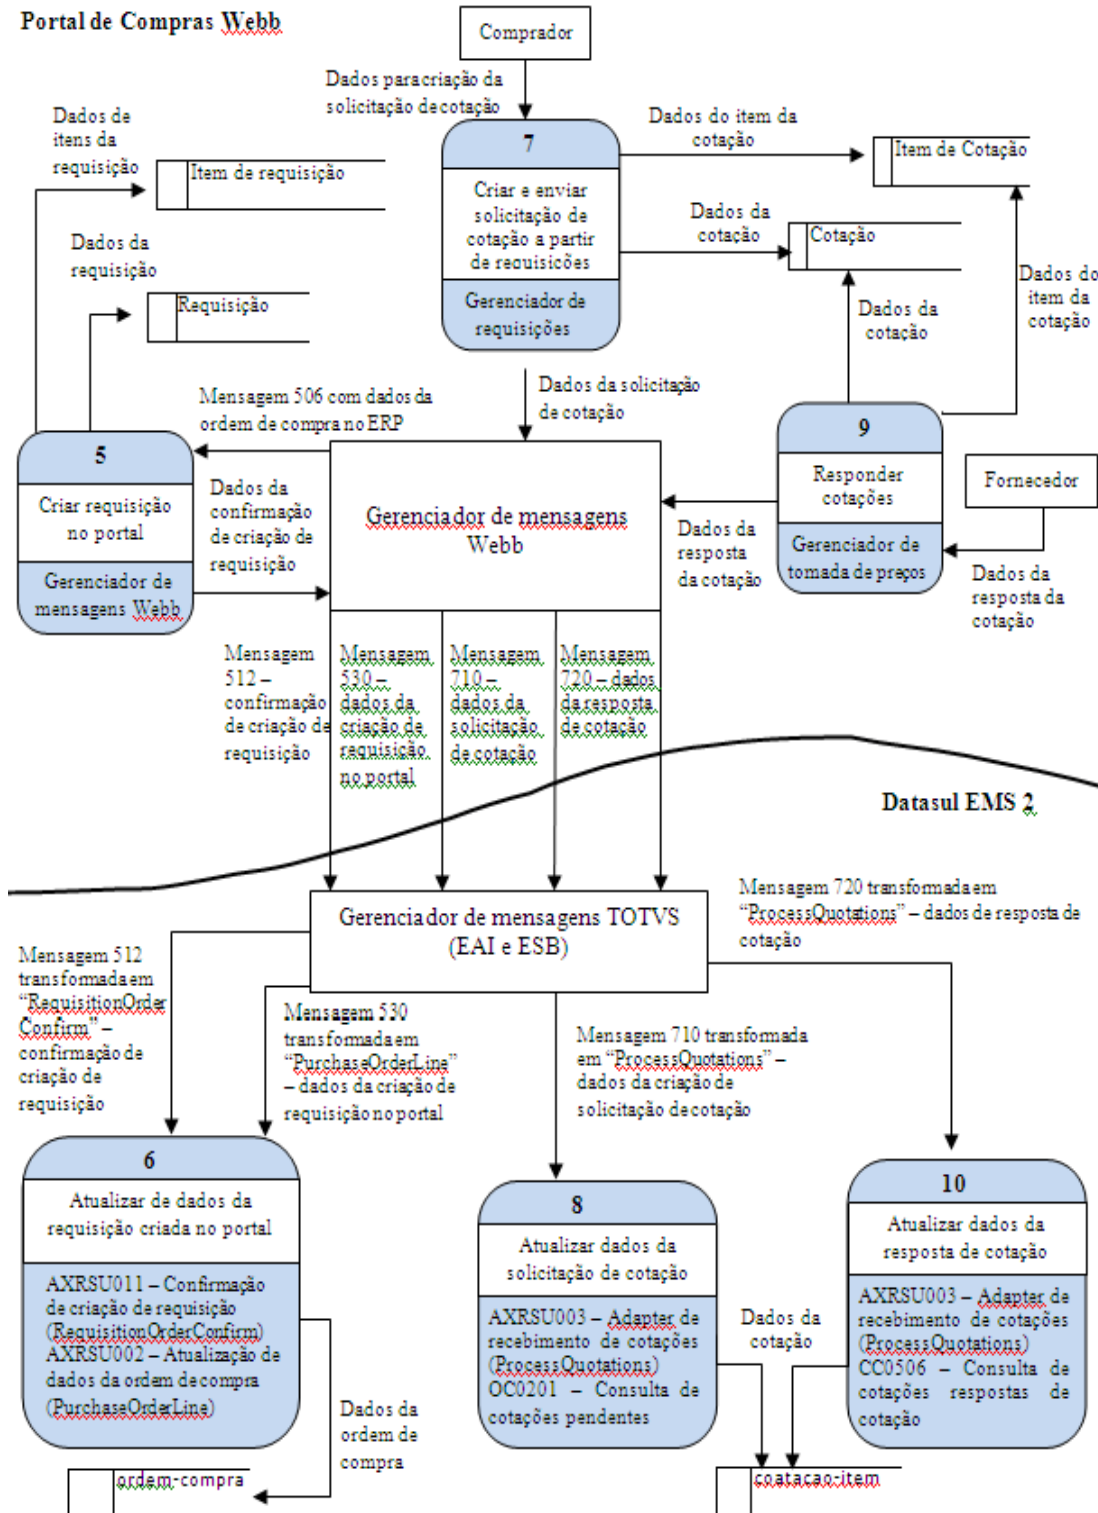 Portal de Compras Webb
Comprador
Dados para criação da
solicitação de cotação
Dados de
itens da
requisição
Item de requisição
Dados da
requisição
Requisição
7
Criar e enviar
solicitação de
cotação a partir
de requisições
Gerenciador de
requisições
Dados do item da
cotação
Item de Cotação
Dados da
cotação
Cotação
Dados do
item da
cotação
Dados da
cotação
Mensagem 506 com dados da
ordem de compra no ERP
Dados da solicitação
de cotação
5
Criar requisição
no portal
Gerenciador de
mensagens Webb
Dados da
confirmação
de criação de
requisição
Gerenciador de mensagens
Webb
9
Responder
cotações
Gerenciador de
tomada de preços
Fornecedor
Dados da
resposta
da cotação
Dados da
resposta da
cotação
Mensagem
512 –
confirmação
de criação de
requisição
Mensagem
530 –
dados da
criação de
requisição
no portal
Mensagem
710 –
dados da
solicitação
de cotação
Mensagem
720 – dados
da resposta
de cotação
Datasul EMS 2
Gerenciador de mensagens TOTVS
(EAI e ESB)
Mensagem 720 transformada em
“ProcessQuotations” – dados de resposta de
cotação
Mensagem 512
transformada em
“RequisitionOrder
Confirm” –
confirmação de
criação de
requisição
Mensagem 530
transformada em
“PurchaseOrderLine”
– dados da criação de
requisição no portal
Mensagem 710 transformada
em “ProcessQuotations” –
dados da criação de
solicitação de cotação
6
Atualizar de dados da
requisição criada no portal
AXRSU011 – Confirmação
de criação de requisição
(RequisitionOrderConfirm)
AXRSU002 – Atualização de
dados da ordem de compra
(PurchaseOrderLine)
8
Atualizar dados da
solicitação de cotação
AXRSU003 – Adapter de
recebimento de cotações
(ProcessQuotations)
OC0201 – Consulta de
cotações pendentes
10
Atualizar dados da
resposta de cotação
AXRSU003 – Adapter de
recebimento de cotações
(ProcessQuotations)
CC0506 – Consulta de
cotações respostas de
cotação
Dados da
cotação
Dados da
ordem de
compra
ordem-compra
coatacao-item